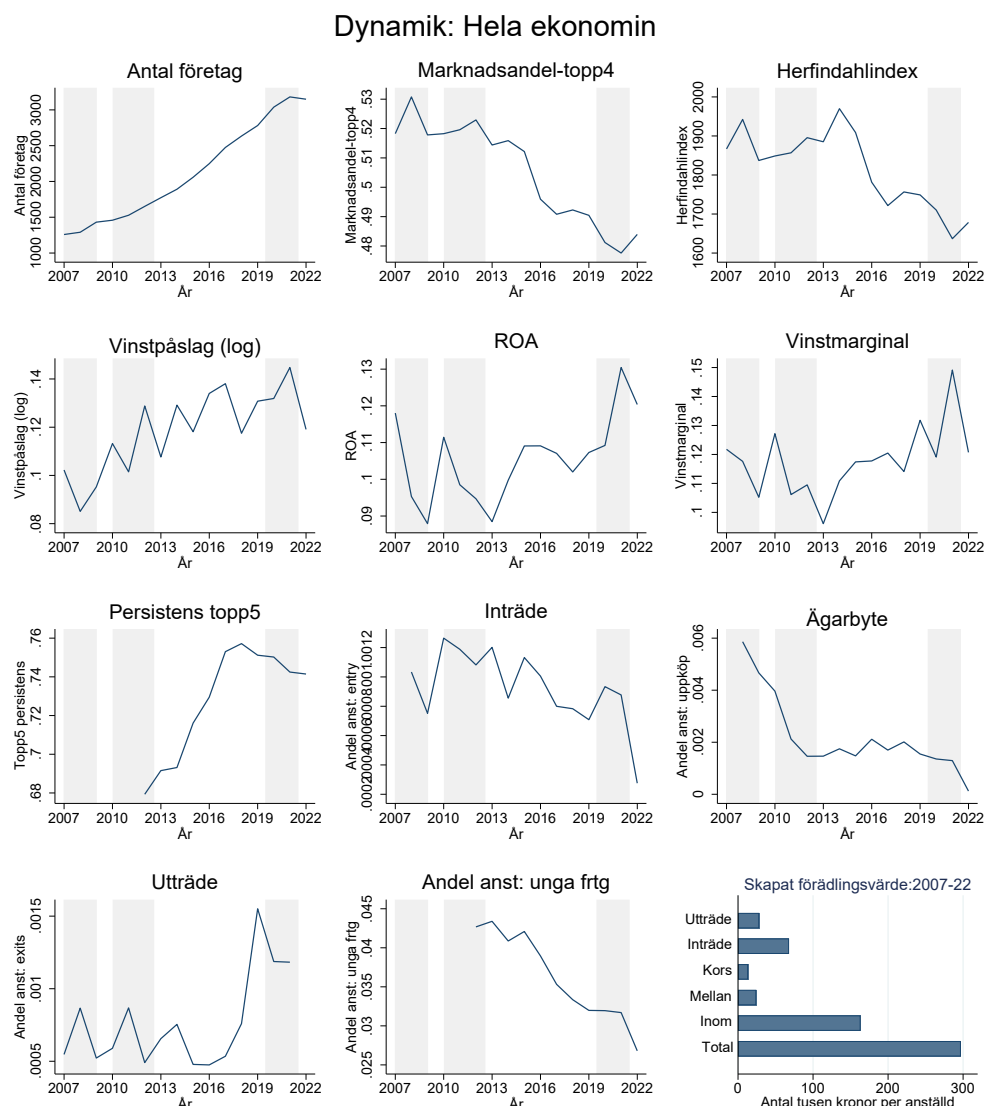 Dynamik: Hela ekonomin
Antal företag
Antal företag
1000 1500 2000 2500 3000
2007 2010 2013 2016 2019 2022
År
Marknadsandel-topp4
Marknadsandel-topp4
.48 .49 .5 .51 .52 .53
2007 2010 2013 2016 2019 2022
År
Herfindahlindex
Herfindahlindex
1600 1700 1800 1900 2000
2007 2010 2013 2016 2019 2022
År
Vinstpåslag (log)
Vinstpåslag (log)
.08 .1 .12 .14
2007 2010 2013 2016 2019 2022
År
ROA
ROA
.09 .1 .11 .12 .13
2007 2010 2013 2016 2019 2022
År
Vinstmarginal
Vinstmarginal
.1 .11 .12 .13 .14 .15
2007 2010 2013 2016 2019 2022
År
Persistens topp5
Topp5 persistens
.68 .7 .72 .74 .76
2007 2010 2013 2016 2019 2022
År
Inträde
Andel anst: entry
.0002.0004.0006.0008.001.0012
2007 2010 2013 2016 2019 2022
År
Ägarbyte
Andel anst: uppköp
0 .002 .004 .006
2007 2010 2013 2016 2019 2022
År
Utträde
Andel anst: exits
.0005 .001 .0015
2007 2010 2013 2016 2019 2022
År
Andel anst: unga frtg
Andel anst: unga frtg
.025 .03 .035 .04 .045
2007 2010 2013 2016 2019 2022
År
Skapat förädlingsvärde:2007-22
Utträde
Inträde
Kors
Mellan
Inom
Total
0 100 200 300
Antal tusen kronor per anställd